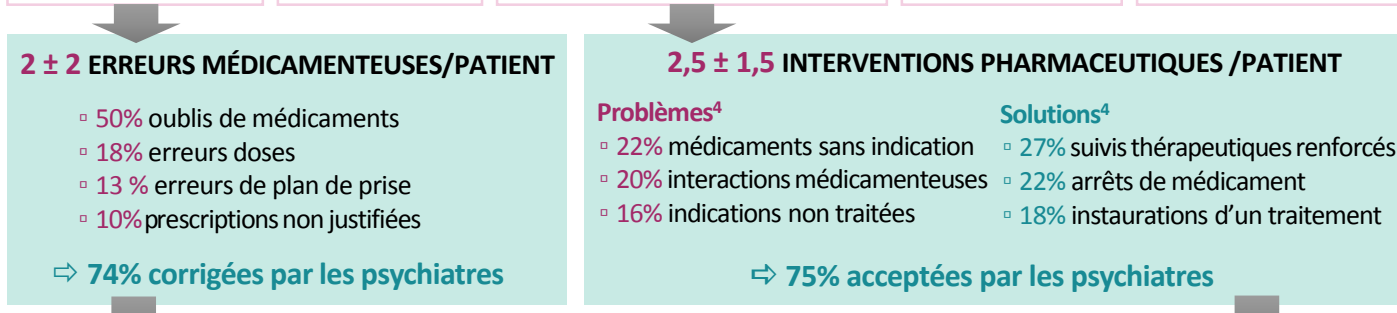 2 ± 2 ERREURS MÉDICAMENTEUSES/PATIENT
▫ 50% oublis de médicaments
▫ 18% erreurs doses
▫ 13 % erreurs de plan de prise
▫ 10% prescriptions non justifiées
⇨ 74% corrigées par les psychiatres
2,5 ± 1,5 INTERVENTIONS PHARMACEUTIQUES /PATIENT
Problèmes⁴
▫ 22% médicaments sans indication
▫ 20% interactions médicamenteuses
▫ 16% indications non traitées
Solutions⁴
▫ 27% suivis thérapeutiques renforcés
▫ 22% arrêts de médicament
▫ 18% instaurations d’un traitement
⇨ 75% acceptées par les psychiatres